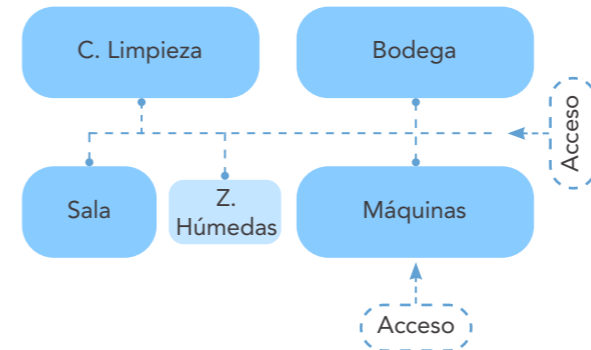 C. Limpieza
Bodega
Acceso
Sala
Z.
Húmedas
Máquinas
Acceso